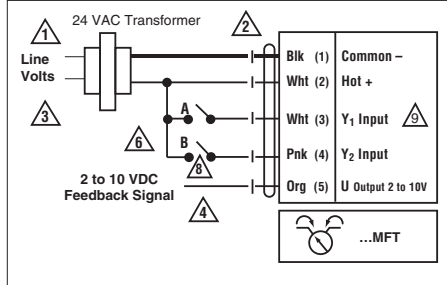 24 VAC Transformer
1
2
Line
Volts
3
Blk (1) Common –
Wht (2) Hot +
A
Wht (3) Y1 Input 9
6
B
Pnk (4) Y2 Input
8
2 to 10 VDC
Feedback Signal
Org (5) U Output 2 to 10V
4
...MFT